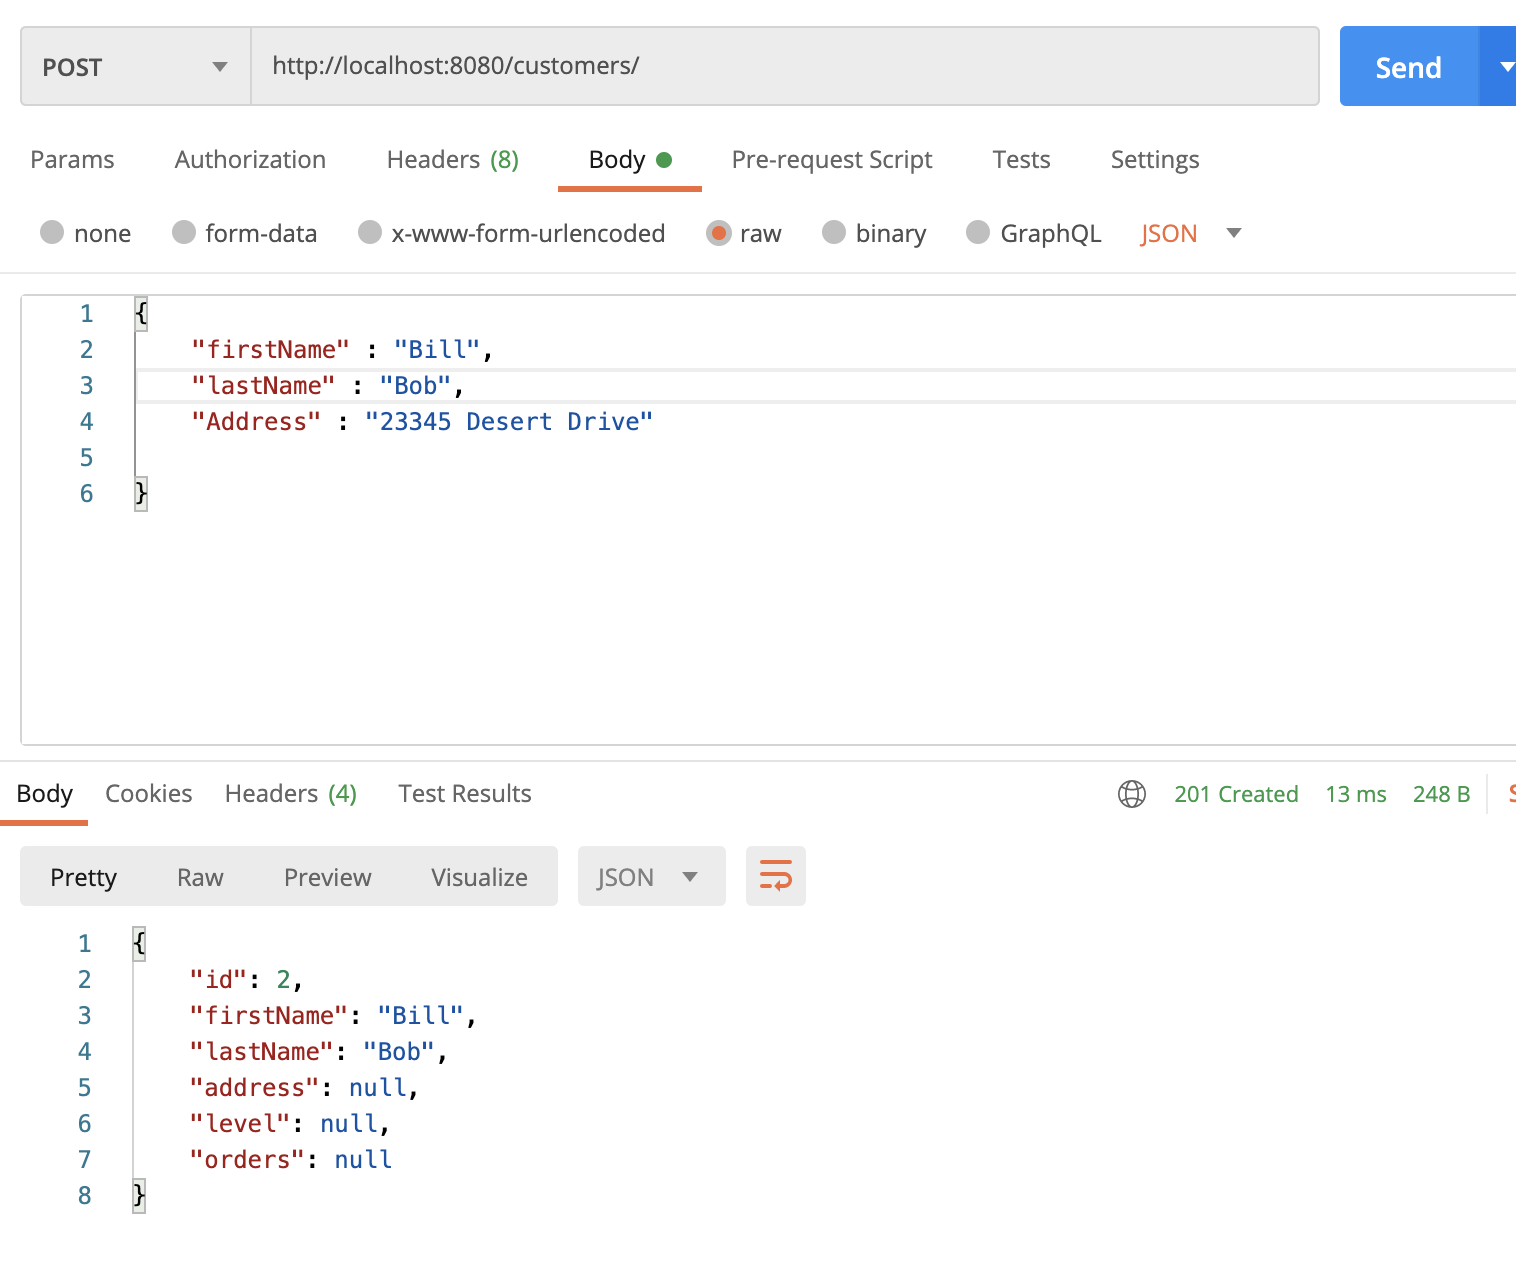 POST http://localhost:8080/customers/ Send
Params Authorization Headers (8) Body Pre-request Script Tests Settings
none form-data x-www-form-urlencoded raw binary GraphQL JSON
1 {
2 "firstName" : "Bill",
3 "lastName" : "Bob",
4 "Address" : "23345 Desert Drive"
5
6 }
Body Cookies Headers (4) Test Results 201 Created 13 ms 248 B
Pretty Raw Preview Visualize JSON
1 {
2 "id": 2,
3 "firstName": "Bill",
4 "lastName": "Bob",
5 "address": null,
6 "level": null,
7 "orders": null
8 }